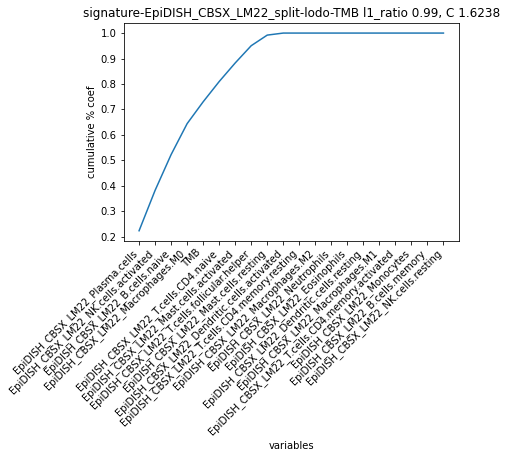 signature-EpiDISH_CBSX_LM22_split-lodo-TMB l1_ratio 0.99, C 1.6238
cumulative % coef
1.0
0.9
0.8
0.7
0.6
0.5
0.4
0.3
0.2
EpiDISH_CBSX_LM22_Plasma.cells
EpiDISH_CBSX_LM22_NK.cells.activated
EpiDISH_CBSX_LM22_B.cells.naive
EpiDISH_CBSX_LM22_Macrophages.M0
TMB
EpiDISH_CBSX_LM22_T.cells.CD4.naive
EpiDISH_CBSX_LM22_Mast.cells.activated
EpiDISH_CBSX_LM22_T.cells.follicular.helper
EpiDISH_CBSX_LM22_Mast.cells.resting
EpiDISH_CBSX_LM22_Dendritic.cells.activated
EpiDISH_CBSX_LM22_T.cells.CD4.memory.resting
EpiDISH_CBSX_LM22_Macrophages.M2
EpiDISH_CBSX_LM22_Neutrophils
EpiDISH_CBSX_LM22_Eosinophils
EpiDISH_CBSX_LM22_Dendritic.cells.resting
EpiDISH_CBSX_LM22_Macrophages.M1
EpiDISH_CBSX_LM22_T.cells.CD4.memory.activated
EpiDISH_CBSX_LM22_Monocytes
EpiDISH_CBSX_LM22_B.cells.memory
EpiDISH_CBSX_LM22_NK.cells.resting
variables